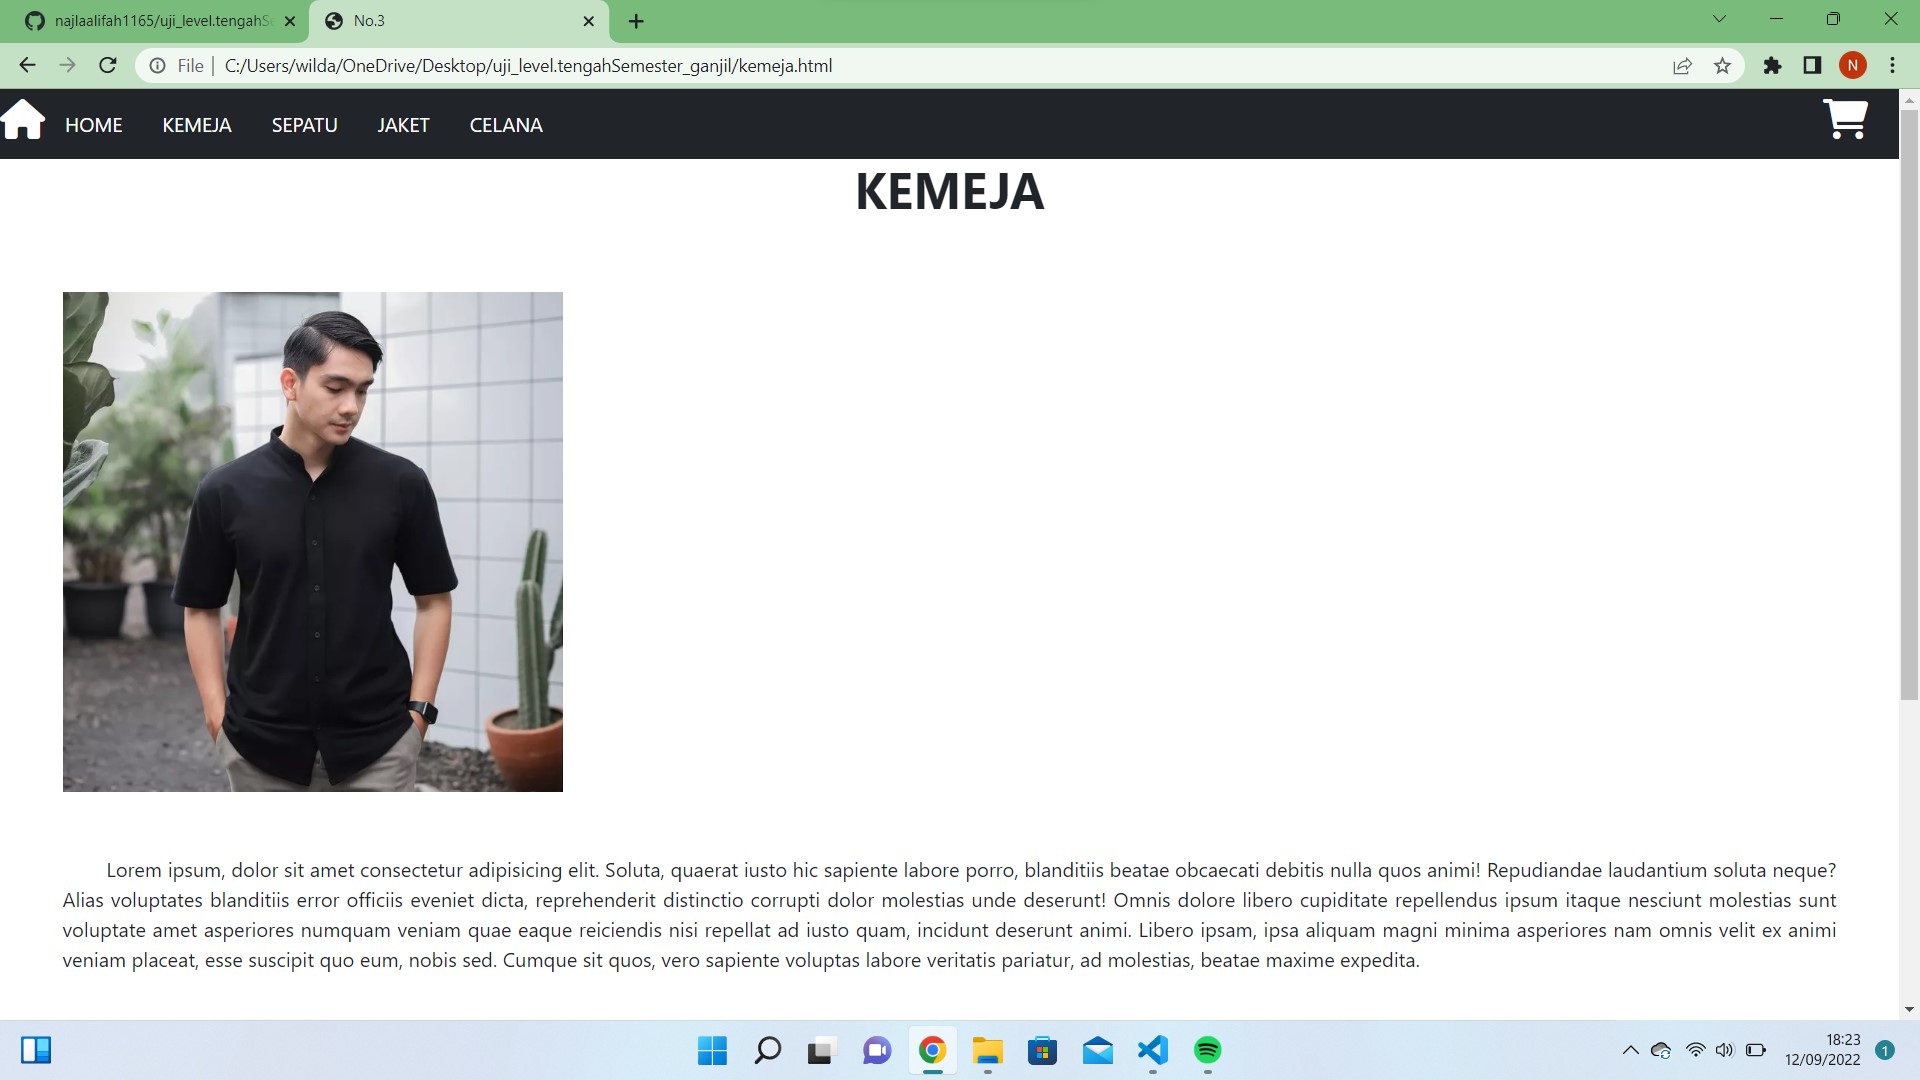 najlaalifah1165/uji_level.tengahSe
No.3
File
C:/Users/wilda/OneDrive/Desktop/uji_level.tengahSemester_ganjil/kemeja.html
N
HOME KEMEJA SEPATU JAKET CELANA
KEMEJA
Lorem ipsum, dolor sit amet consectetur adipisicing elit. Soluta, quaerat iusto hic sapiente labore porro, blanditiis beatae obcaecati debitis nulla quos animi! Repudiandae laudantium soluta neque?
Alias voluptates blanditiis error officiis eveniet dicta, reprehenderit distinctio corrupti dolor molestias unde deserunt! Omnis dolore libero cupiditate repellendus ipsum itaque nesciunt molestias sunt
voluptate amet asperiores numquam veniam quae eaque reiciendis nisi repellat ad iusto quam, incidunt deserunt animi. Libero ipsam, ipsa aliquam magni minima asperiores nam omnis velit ex animi
veniam placeat, esse suscipit quo eum, nobis sed. Cumque sit quos, vero sapiente voluptas labore veritatis pariatur, ad molestias, beatae maxime expedita.
18:23
12/09/2022
1